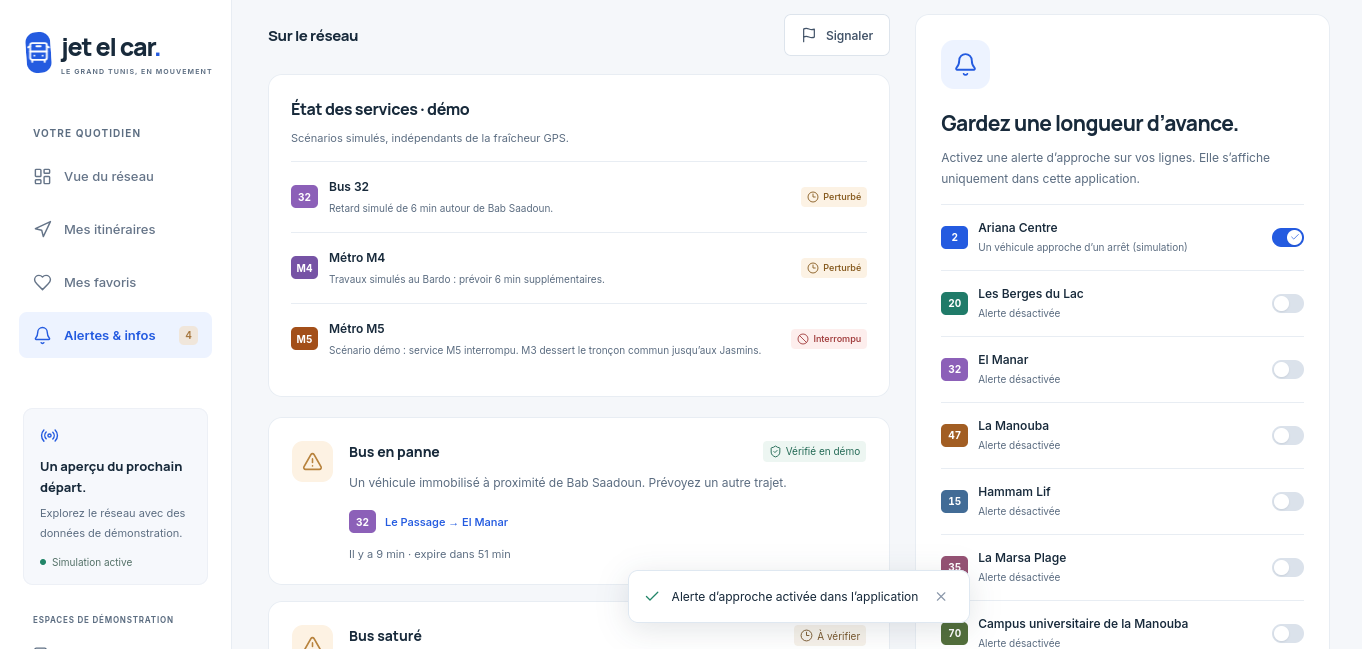 jet el car.
LE GRAND TUNIS, EN MOUVEMENT
VOTRE QUOTIDIEN
Vue du réseau
Mes itinéraires
Mes favoris
Alertes & infos 4
Un aperçu du prochain
départ.
Explorez le réseau avec des
données de démonstration.
Simulation active
ESPACES DE DÉMONSTRATION
Sur le réseau
Signaler
État des services · démo
Scénarios simulés, indépendants de la fraîcheur GPS.
32
Bus 32
Retard simulé de 6 min autour de Bab Saadoun.
Perturbé
M4
Métro M4
Travaux simulés au Bardo : prévoir 6 min supplémentaires.
Perturbé
M5
Métro M5
Scénario démo : service M5 interrompu. M3 dessert le tronçon commun jusqu’aux Jasmins.
Interrompu
Bus en panne
Vérifié en démo
Un véhicule immobilisé à proximité de Bab Saadoun. Prévoyez un autre trajet.
32 Le Passage → El Manar
Il y a 9 min · expire dans 51 min
Bus saturé
À vérifier
Alerte d’approche activée dans l’application
Gardez une longueur d’avance.
Activez une alerte d’approche sur vos lignes. Elle s’affiche
uniquement dans cette application.
2
Ariana Centre
Un véhicule approche d’un arrêt (simulation)
20
Les Berges du Lac
Alerte désactivée
32
El Manar
Alerte désactivée
47
La Manouba
Alerte désactivée
15
Hammam Lif
Alerte désactivée
35
La Marsa Plage
Alerte désactivée
70
Campus universitaire de la Manouba
Alerte désactivée